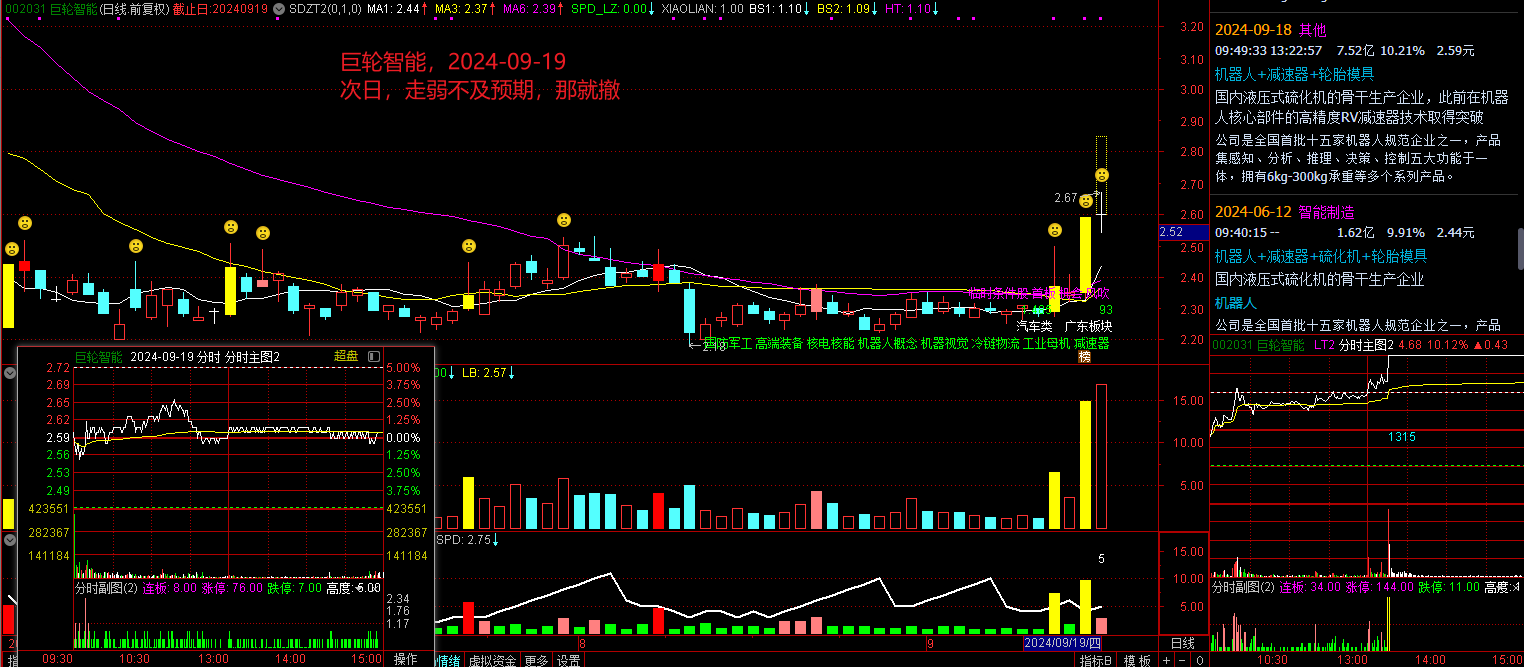 002031 巨轮智能(日线.前复权) 截止日:20240919 SDZT2(0,1,0) MA1: 2.44↑ MA3: 2.37↑ MA6: 2.39↑ SPD_LZ: 0.00↓ XIAOLIAN: 1.00 BS1: 1.10↓ BS2: 1.09↓ HT: 1.10↓
巨轮智能，2024-09-19
次日，走弱不及预期，那就撤
3.20
3.10
3.00
2.90
2.80
2.70
2.60
2.52
2.50
2.40
2.30
2.20
2.67
93
汽车类 广东板块
国防军工 高端装备 核电核能 机器人概念 机器视觉 冷链物流 工业母机 减速器
榜
00↓ LB: 2.57↓
15.00
10.00
5.00
SPD: 2.75↓
5
15.00
10.00
5.00
8
9
2024/09/19/四
日线
情绪 虚拟资金 更多 设置
指标B 模板 + - 0
巨轮智能 2024-09-19 分时 分时主图2 超盘
2.72 5.00%
2.69 3.75%
2.65 2.50%
2.62 1.25%
2.59 0.00%
2.56 1.25%
2.53 2.50%
2.49 3.75%
423551 423551
282367 282367
141184 141184
分时副图(2) 连板: 8.00 涨停: 76.00 跌停: 7.00 高度: 5.00
2.34
1.76
1.17
09:30 10:30 13:00 14:00 15:00 操作
2024-09-18 其他
09:49:33 13:22:57 7.52亿 10.21% 2.59元
机器人+减速器+轮胎模具
国内液压式硫化机的骨干生产企业，此前在机器
人核心部件的高精度RV减速器技术取得突破
公司是全国首批十五家机器人规范企业之一，产品
集感知、分析、推理、决策、控制五大功能于一
体，拥有6kg-300kg承重等多个系列产品。
2024-06-12 智能制造
09:40:15 -- 1.62亿 9.91% 2.44元
机器人+减速器+硫化机+轮胎模具
国内液压式硫化机的骨干生产企业
机器人
公司是全国首批十五家机器人规范企业之一，产品
002031 巨轮智能 LT2 分时主图2 4.68 10.12% ▲0.43
1315
分时副图(2) 连板: 34.00 涨停: 144.00 跌停: 11.00 高度:
10:30 13:00 14:00 15:00